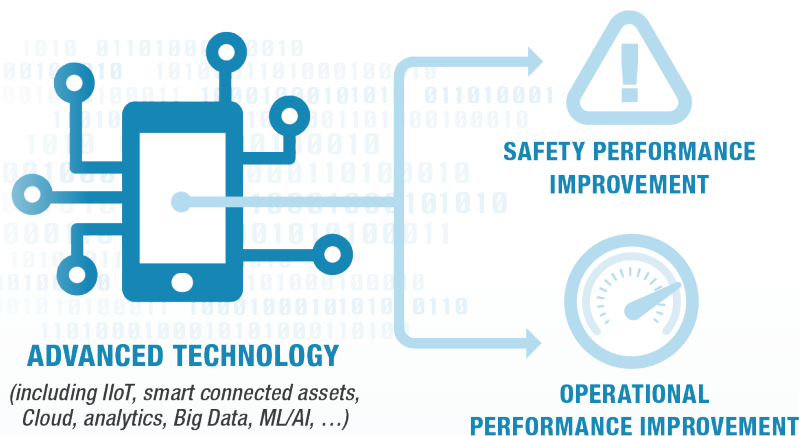 SAFETY PERFORMANCE
IMPROVEMENT
ADVANCED TECHNOLOGY
(including IIoT, smart connected assets,
Cloud, analytics, Big Data, ML/AI, …)
OPERATIONAL
PERFORMANCE IMPROVEMENT